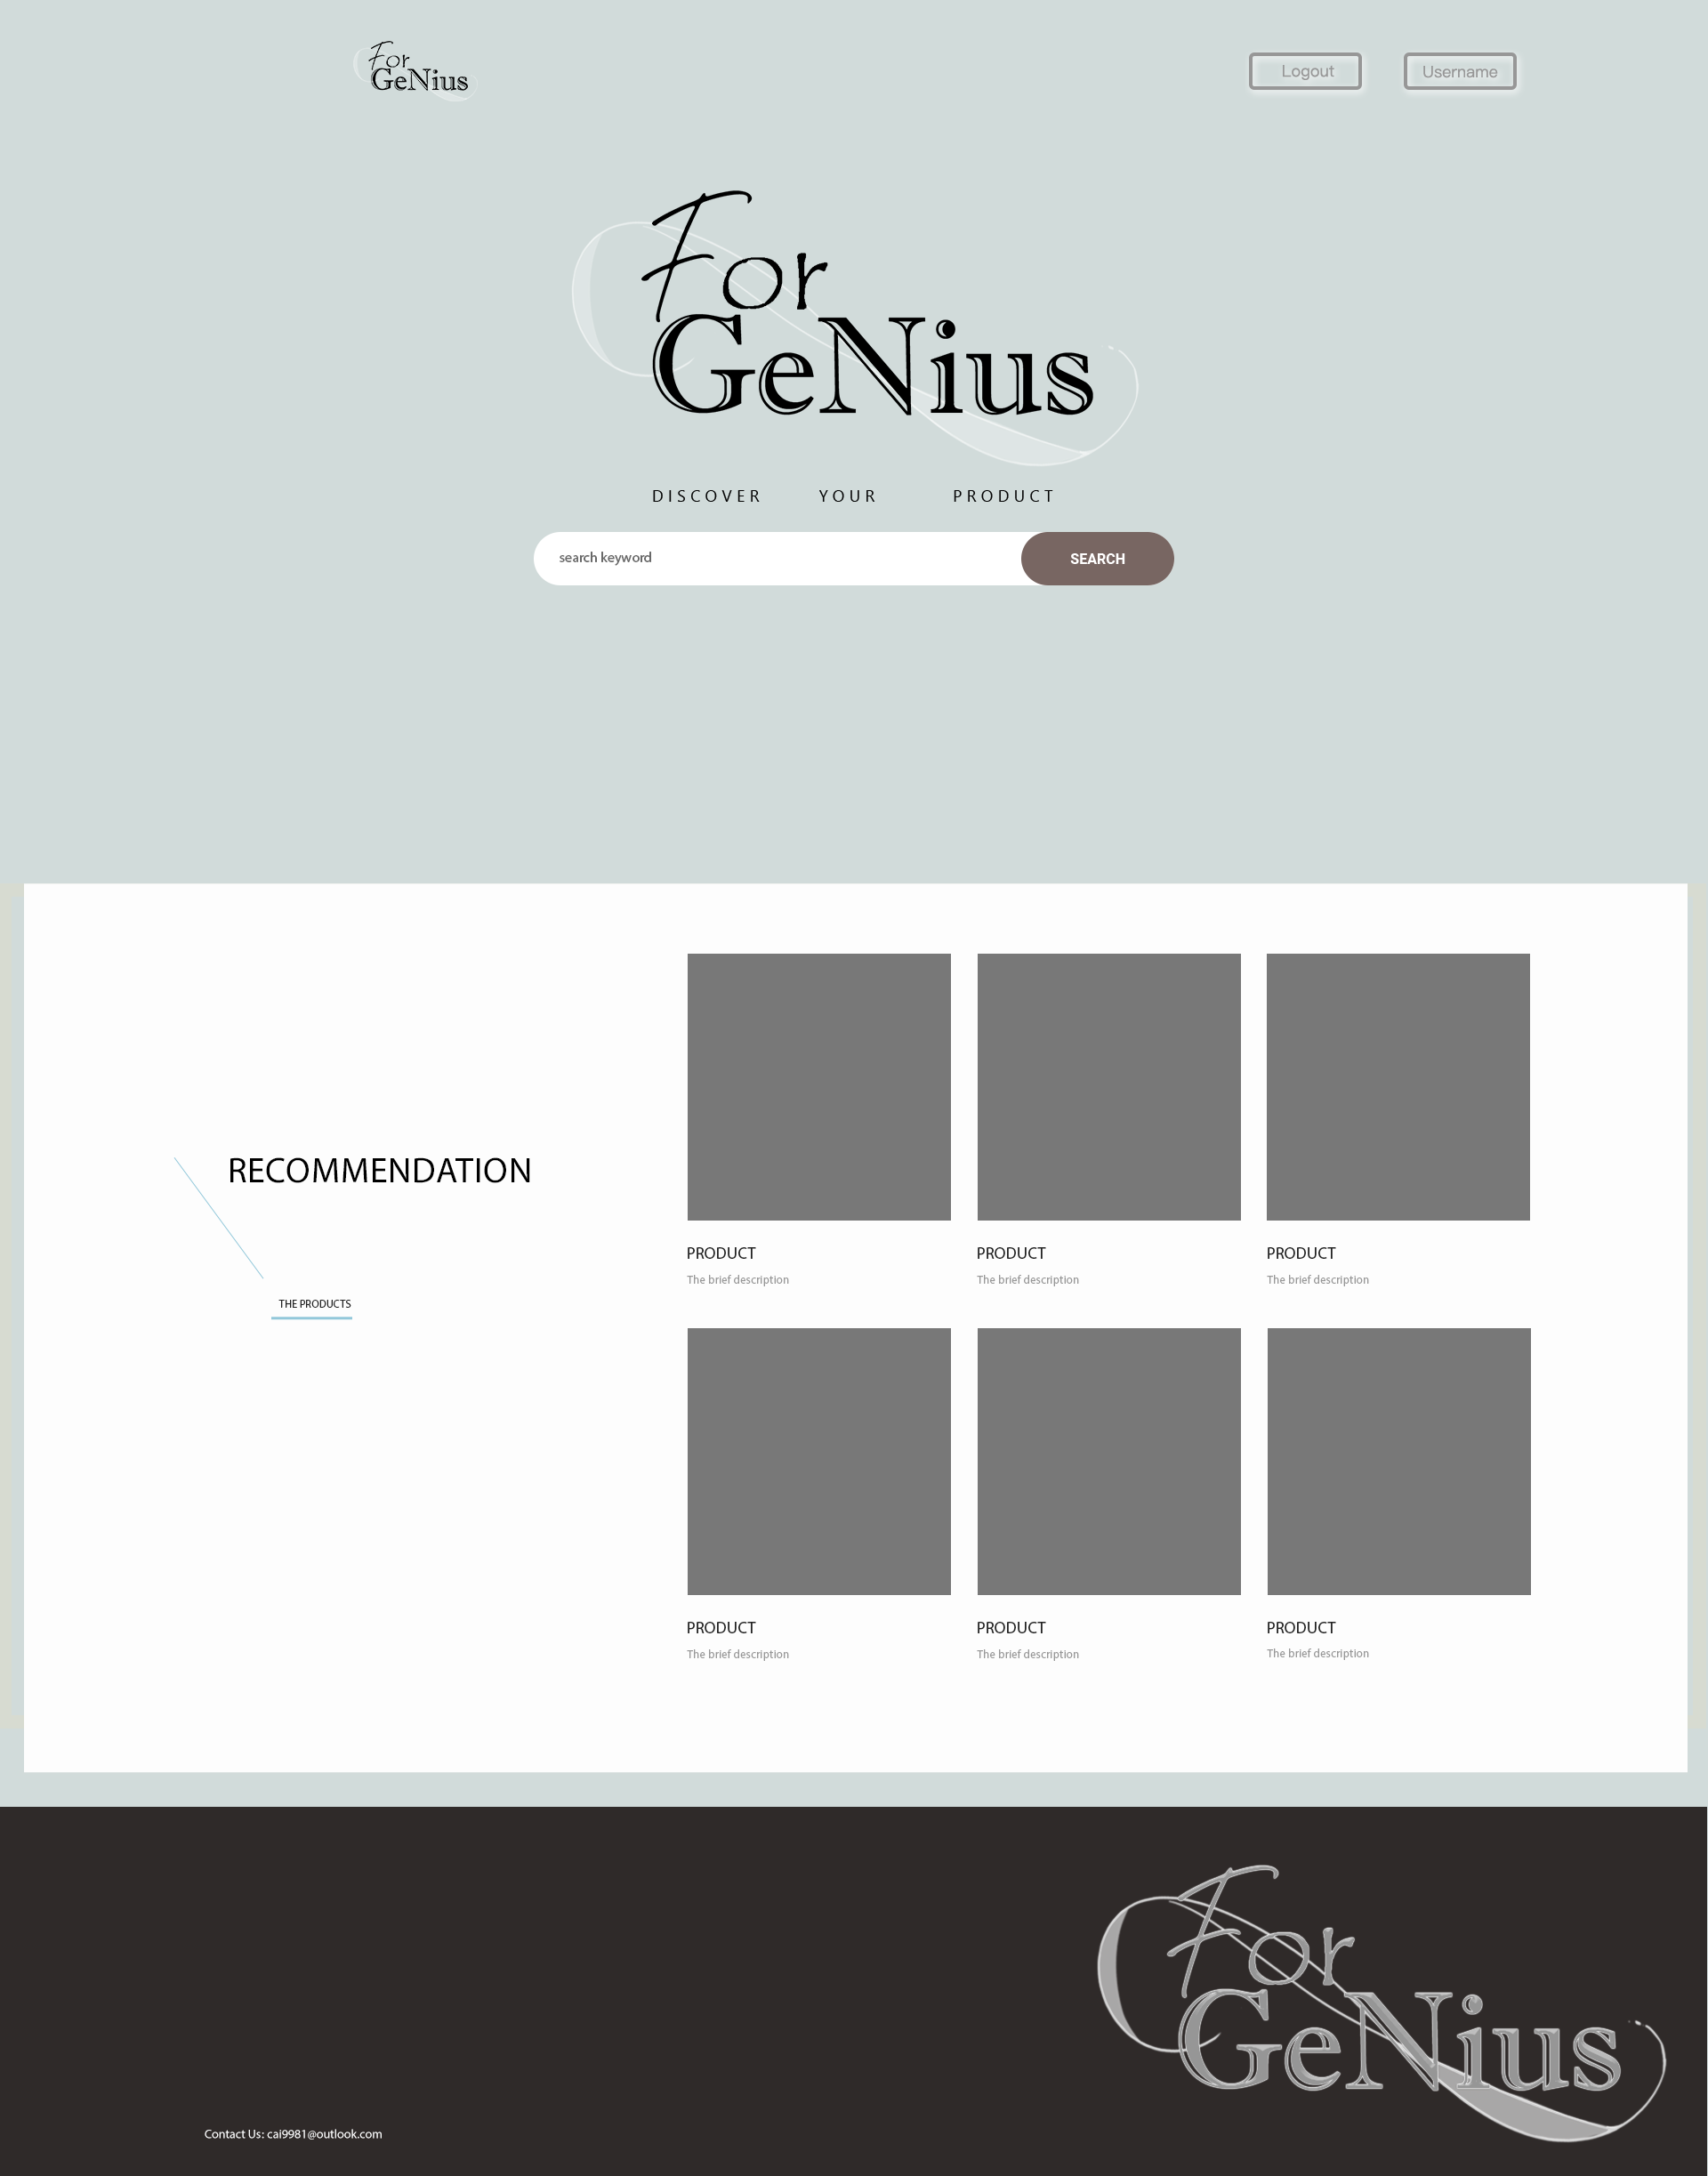 For
GeNius
Logout
Username
For
GeNius
DISCOVER YOUR PRODUCT
search keyword
SEARCH
RECOMMENDATION
THE PRODUCTS
PRODUCT
The brief description
PRODUCT
The brief description
PRODUCT
The brief description
PRODUCT
The brief description
PRODUCT
The brief description
PRODUCT
The brief description
For
GeNius
Contact Us: cai9981@outlook.com